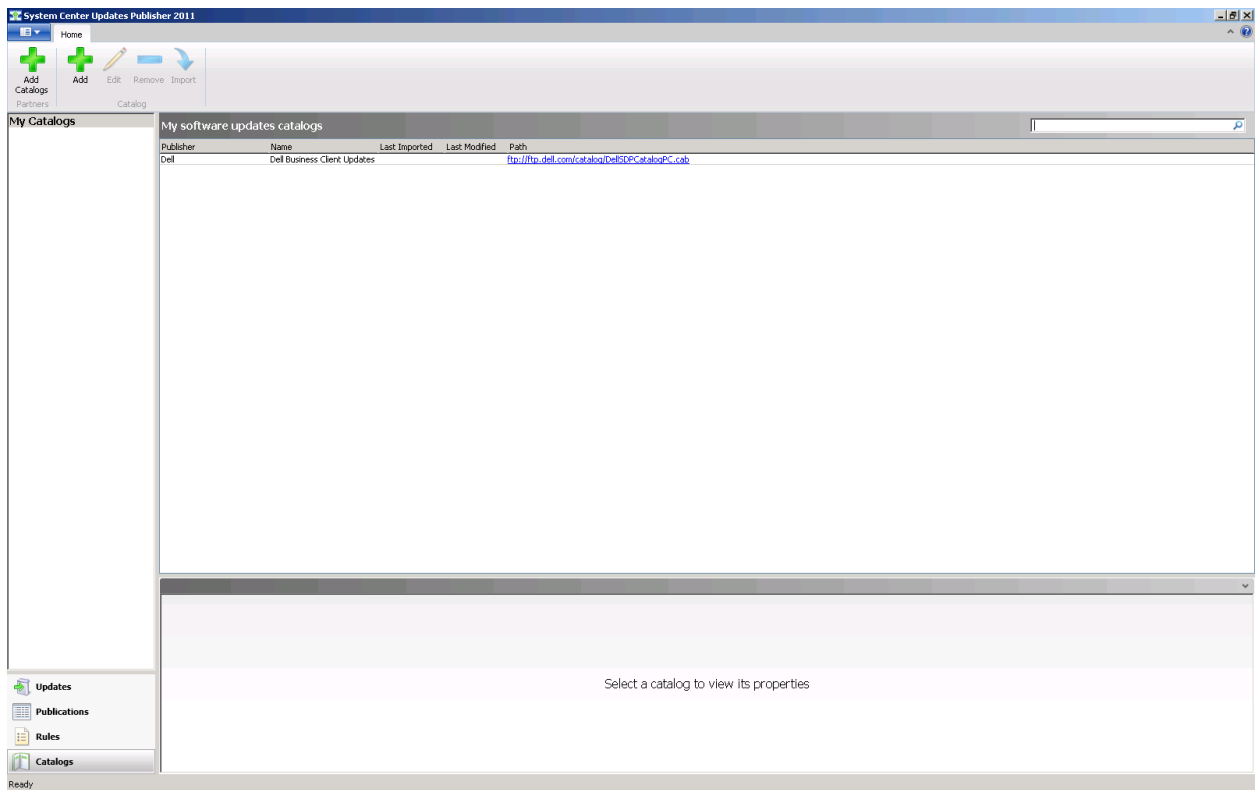 System Center Updates Publisher 2011
Home
Add Catalogs
Add
Edit
Remove
Import
Partners
Catalog
My Catalogs
My software updates catalogs
Publisher Name Last Imported Last Modified Path
Dell Dell Business Client Updates ftp://ftp.dell.com/catalog/DellSDPCatalogPC.cab
Select a catalog to view its properties
Updates
Publications
Rules
Catalogs
Ready